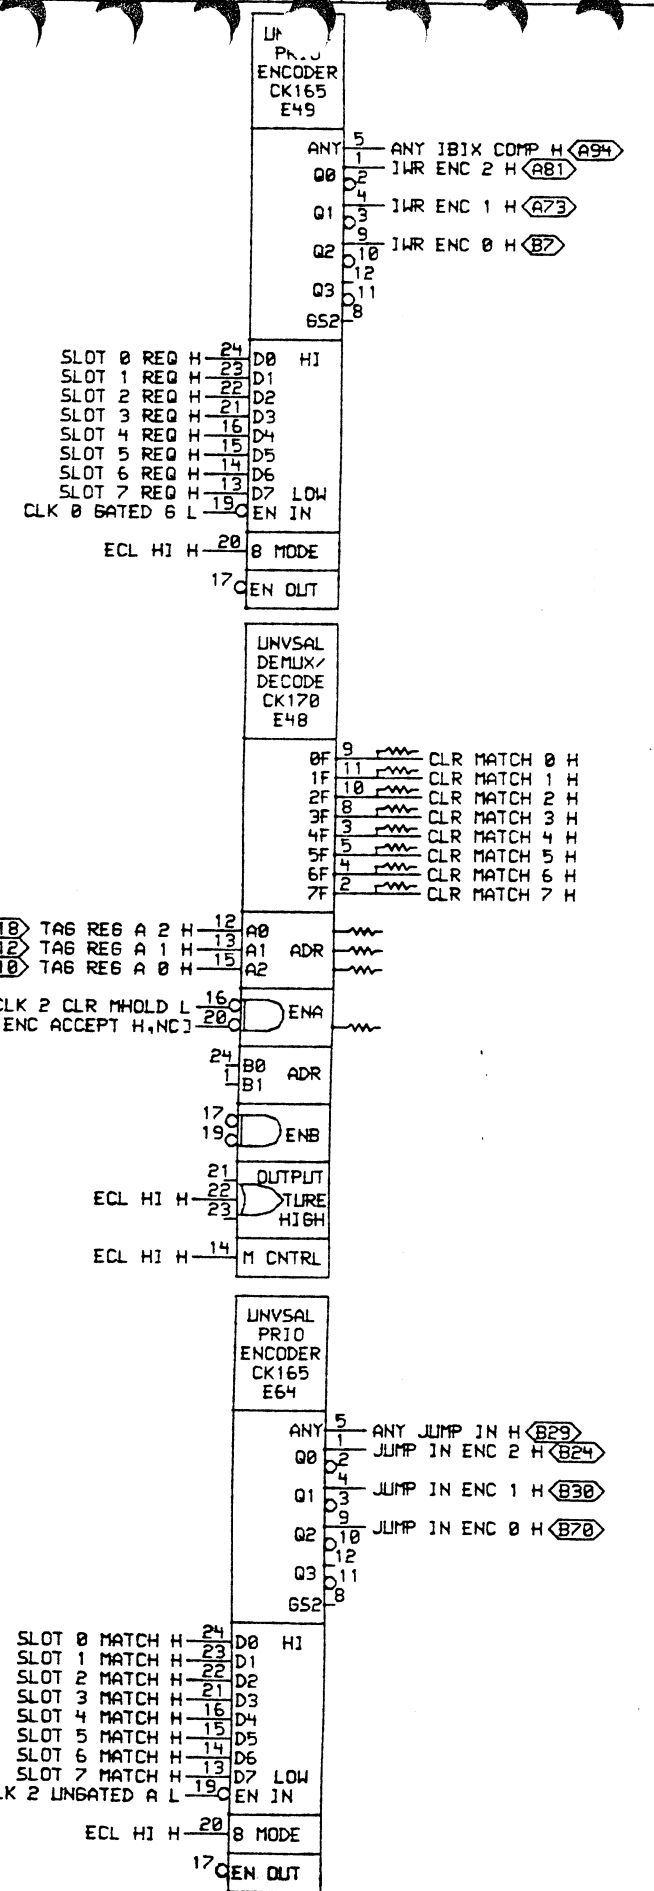 ENCODER
CK165
E49
ANY 5 ANY IBIX COMP H A94
Q0 1 IWR ENC 2 H A81
2
Q1 4 IWR ENC 1 H A73
3
Q2 9 IWR ENC 0 H B7
10
Q3 12
11
GS2 8
SLOT 0 REQ H 24 D0 HI
SLOT 1 REQ H 23 D1
SLOT 2 REQ H 22 D2
SLOT 3 REQ H 21 D3
SLOT 4 REQ H 16 D4
SLOT 5 REQ H 15 D5
SLOT 6 REQ H 14 D6
SLOT 7 REQ H 13 D7 LOW
CLK 0 GATED G L 19 EN IN
ECL HI H 20 8 MODE
17 EN OUT
UNVSAL
DEMUX/
DECODE
CK170
E48
0F 9 CLR MATCH 0 H
1F 11 CLR MATCH 1 H
2F 10 CLR MATCH 2 H
3F 8 CLR MATCH 3 H
4F 3 CLR MATCH 4 H
5F 5 CLR MATCH 5 H
6F 4 CLR MATCH 6 H
7F 2 CLR MATCH 7 H
TAG REG A 2 H 12 A0
TAG REG A 1 H 13 A1 ADR
TAG REG A 0 H 15 A2
CLK 2 CLR MHOLD L 16 ENA
ENC ACCEPT H,NC] 20
24 B0
1 B1 ADR
17
19 ENB
21 OUTPUT
ECL HI H 22 TURE
23 HIGH
ECL HI H 14 M CNTRL
UNVSAL
PRIO
ENCODER
CK165
E64
ANY 5 ANY JUMP IN H B29
Q0 1 JUMP IN ENC 2 H B24
2
Q1 4 JUMP IN ENC 1 H B30
3
Q2 9 JUMP IN ENC 0 H B70
10
Q3 12
11
GS2 8
SLOT 0 MATCH H 24 D0 HI
SLOT 1 MATCH H 23 D1
SLOT 2 MATCH H 22 D2
SLOT 3 MATCH H 21 D3
SLOT 4 MATCH H 16 D4
SLOT 5 MATCH H 15 D5
SLOT 6 MATCH H 14 D6
SLOT 7 MATCH H 13 D7 LOW
LK 2 UNGATED A L 19 EN IN
ECL HI H 20 8 MODE
17 EN OUT